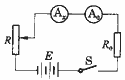 A₁ A₂
R R₀
E S